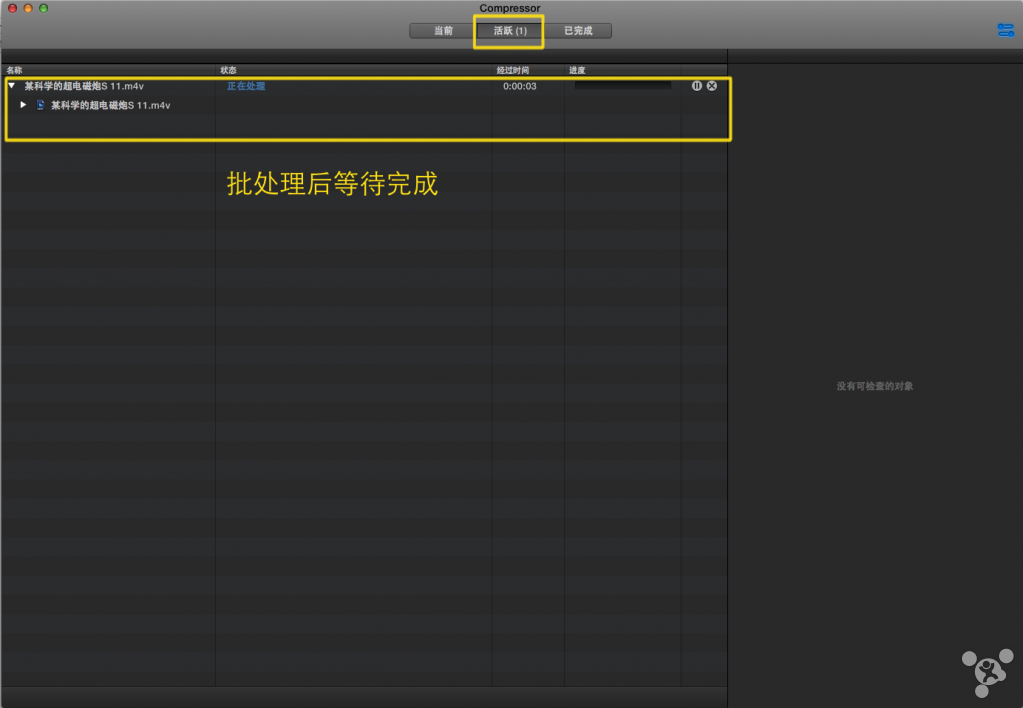 Compressor
当前 活跃 (1) 已完成
名称 状态 经过时间 进度
某科学的超电磁炮S 11.m4v 正在处理 0:00:03
某科学的超电磁炮S 11.m4v
批处理后等待完成
没有可检查的对象